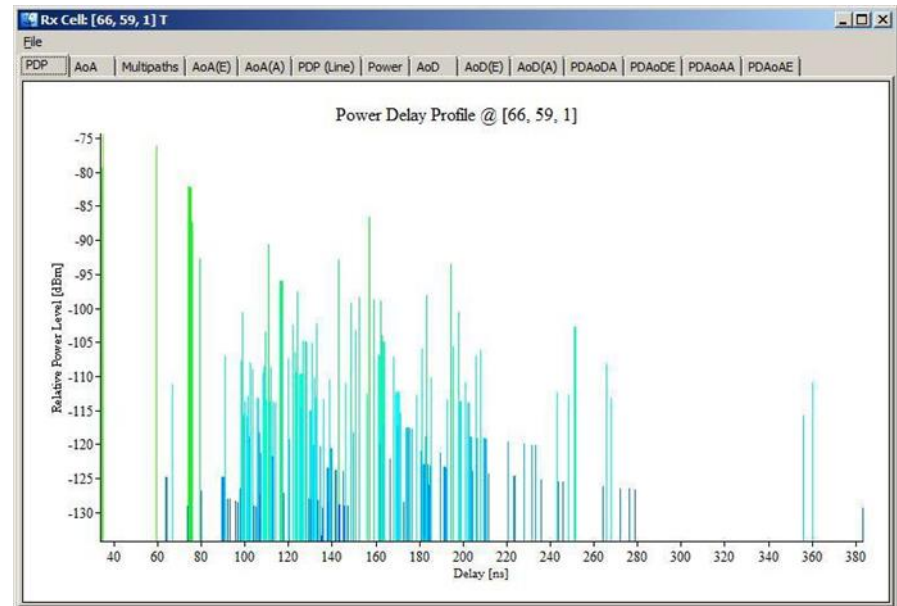 Rx Cell: [66, 59, 1] T
File
PDP AoA Multipaths AoA(E) AoA(A) PDP (Line) Power AoD AoD(E) AoD(A) PDAoDA PDAoDE PDAoAA PDAoAE
Power Delay Profile @ [66, 59, 1]
Relative Power Level [dBm]
-75
-80
-85
-90
-95
-100
-105
-110
-115
-120
-125
-130
40 60 80 100 120 140 160 180 200 220 240 260 280 300 320 340 360 380
Delay [ns]